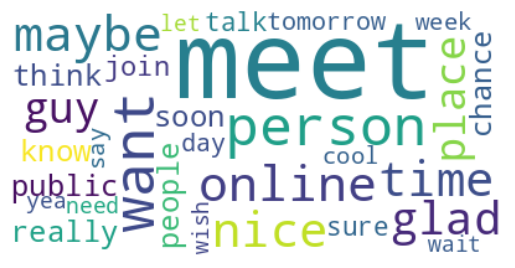 maybe let talk tomorrow week
meet
think join
guy want soon person place chance
know say day cool
public people online time
yea need wish nice sure glad
really wait